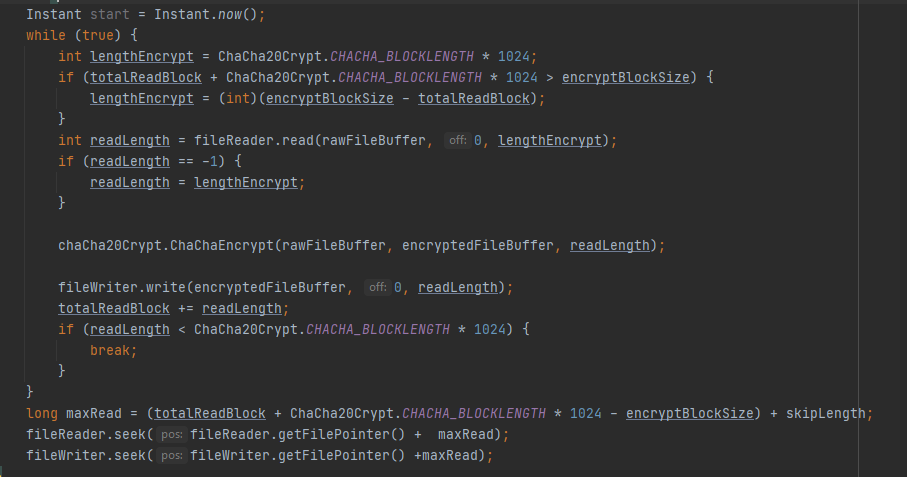 Instant start = Instant.now();
while (true) {
int lengthEncrypt = ChaCha20Crypt.CHACHA_BLOCKLENGTH * 1024;
if (totalReadBlock + ChaCha20Crypt.CHACHA_BLOCKLENGTH * 1024 > encryptBlockSize) {
lengthEncrypt = (int)(encryptBlockSize - totalReadBlock);
}
int readLength = fileReader.read(rawFileBuffer, off: 0, lengthEncrypt);
if (readLength == -1) {
readLength = lengthEncrypt;
}
chaCha20Crypt.ChaChaEncrypt(rawFileBuffer, encryptedFileBuffer, readLength);
fileWriter.write(encryptedFileBuffer, off: 0, readLength);
totalReadBlock += readLength;
if (readLength < ChaCha20Crypt.CHACHA_BLOCKLENGTH * 1024) {
break;
}
}
long maxRead = (totalReadBlock + ChaCha20Crypt.CHACHA_BLOCKLENGTH * 1024 - encryptBlockSize) + skipLength;
fileReader.seek( pos: fileReader.getFilePointer() +  maxRead);
fileWriter.seek( pos: fileWriter.getFilePointer() +maxRead);